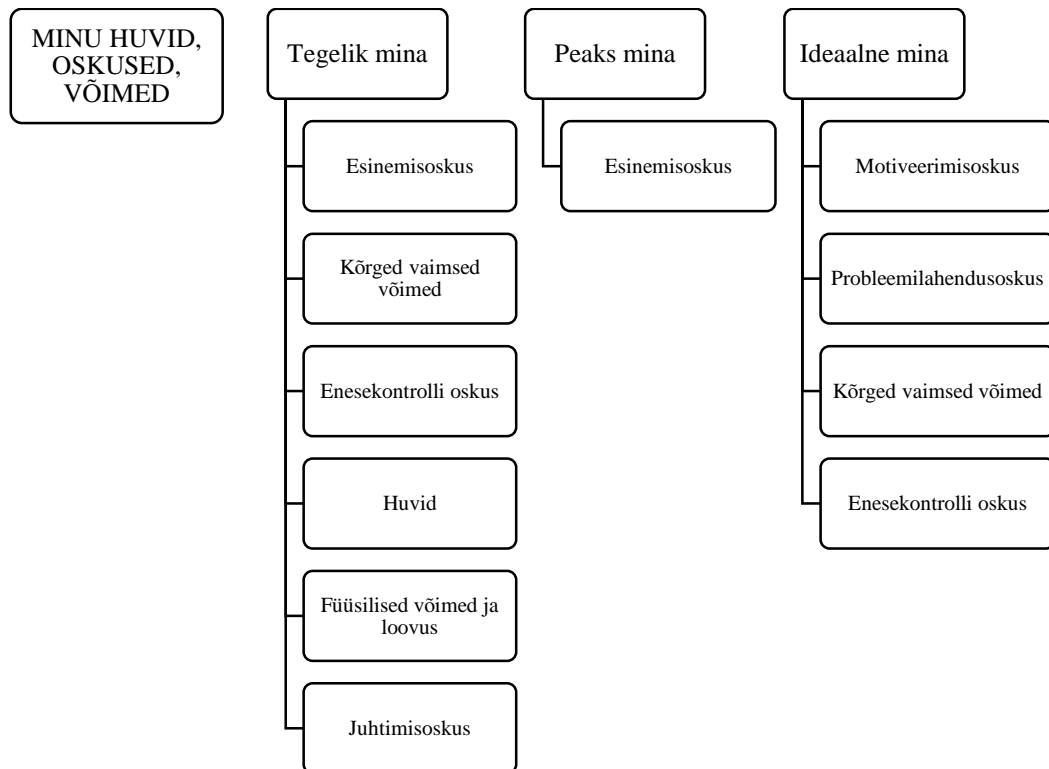 MINU HUVID,
OSKUSED,
VÕIMED
Tegelik mina
Esinemisoskus
Kõrged vaimsed
võimed
Enesekontrolli oskus
Huvid
Füüsilised võimed ja
loovus
Juhtimisoskus
Peaks mina
Esinemisoskus
Ideaalne mina
Motiveerimisoskus
Probleemilahendusoskus
Kõrged vaimsed võimed
Enesekontrolli oskus